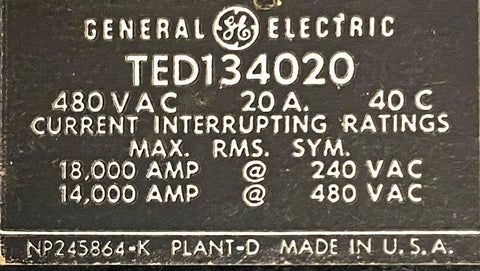 GENERAL GE ELECTRIC
TED134020
480 VAC 20 A. 40 C
CURRENT INTERRUPTING RATINGS
MAX. RMS. SYM.
18,000 AMP @ 240 VAC
14,000 AMP @ 480 VAC
NP245864-K PLANT-D MADE IN U.S.A.